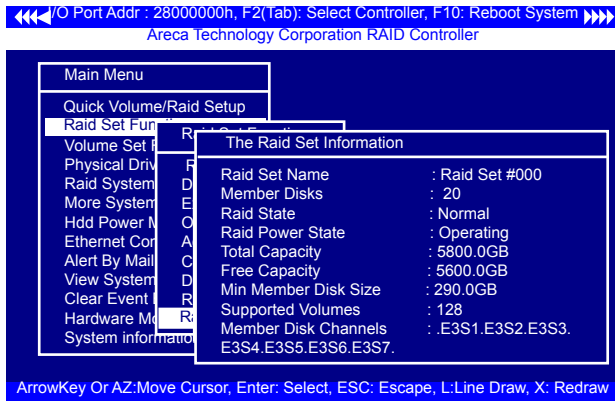 /O Port Addr : 28000000h, F2(Tab): Select Controller, F10: Reboot System
Areca Technology Corporation RAID Controller
Main Menu
Quick Volume/Raid Setup
Raid Set Fun
Volume Set F
Physical Driv
Raid System
More System
Hdd Power M
Ethernet Con
Alert By Mail
View System
Clear Event
Hardware Mo
System informatio
The Raid Set Information
Raid Set Name : Raid Set #000
Member Disks : 20
Raid State : Normal
Raid Power State : Operating
Total Capacity : 5800.0GB
Free Capacity : 5600.0GB
Min Member Disk Size : 290.0GB
Supported Volumes : 128
Member Disk Channels : .E3S1.E3S2.E3S3.
E3S4.E3S5.E3S6.E3S7.
ArrowKey Or AZ:Move Cursor, Enter: Select, ESC: Escape, L:Line Draw, X: Redraw